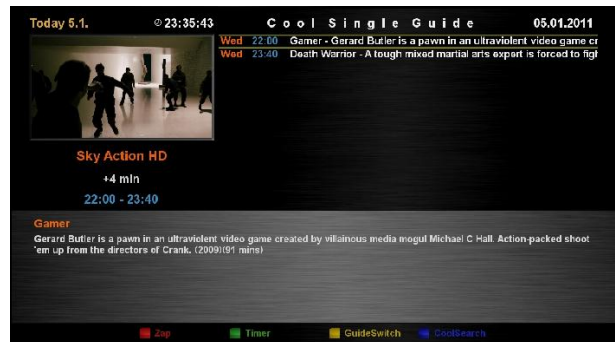 Today 5.1.
23:35:43
Cool Single Guide
05.01.2011
Wed 22:00 Gamer - Gerard Butler is a pawn in an ultraviolent video game cr
Wed 23:40 Death Warrior - A tough mixed martial arts expert is forced to figh
Sky Action HD
+4 min
22:00 - 23:40
Gamer
Gerard Butler is a pawn in an ultraviolent video game created by villainous media mogul Michael C Hall. Action-packed shoot
'em up from the directors of Crank. (2009)(91 mins)
Zap
Timer
GuideSwitch
CoolSearch